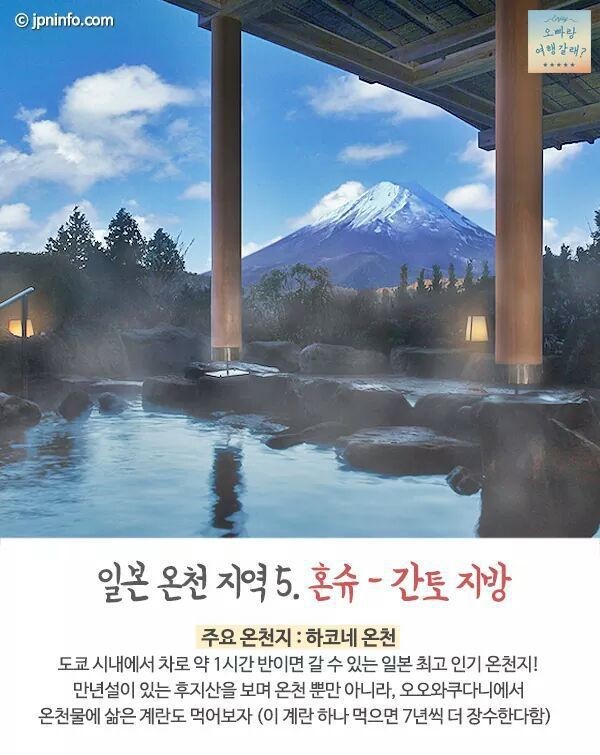 © jpninfo.com
Enjoy
오빠랑
여행갈래?
★★★★★
일본 온천 지역 5. 혼슈 - 간토 지방
주요 온천지 : 하코네 온천
도쿄 시내에서 차로 약 1시간 반이면 갈 수 있는 일본 최고 인기 온천지!
만년설이 있는 후지산을 보며 온천 뿐만 아니라, 오오와쿠다니에서
온천물에 삶은 계란도 먹어보자 (이 계란 하나 먹으면 7년씩 더 장수한다함)